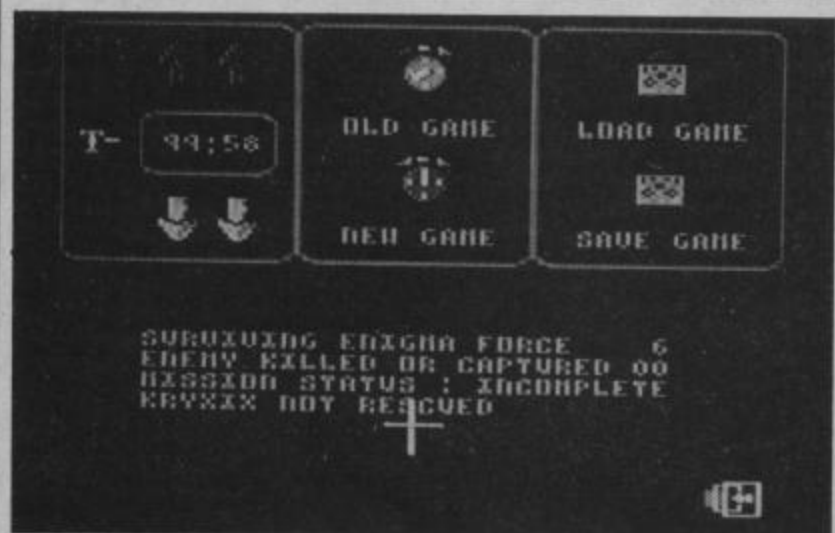 T- 99:58
OLD GAME
NEW GAME
LOAD GAME
SAVE GAME
SURVIVING ENIGMA FORCE 6
ENEMY KILLED OR CAPTURED 00
MISSION STATUS : INCOMPLETE
KRYXIX NOT RESCUED